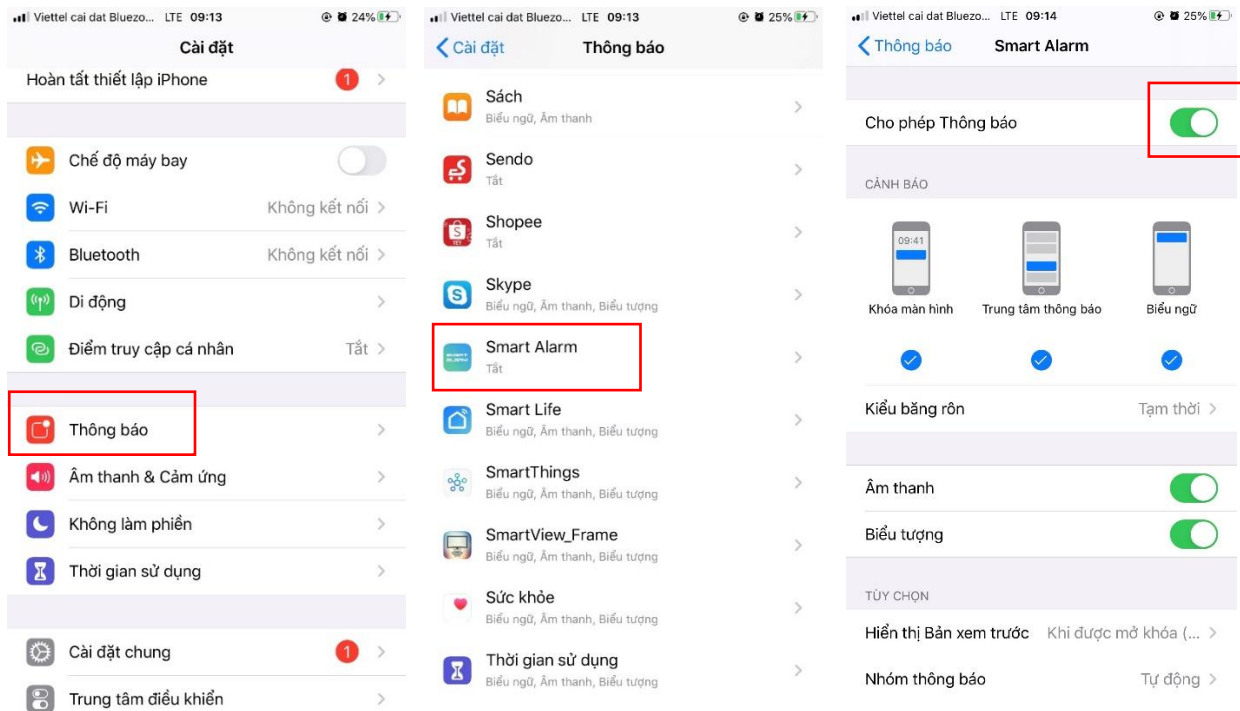 Viettel cai dat Bluezo... LTE 09:13 24%
Cài đặt
Hoàn tất thiết lập iPhone 1
Chế độ máy bay
Wi-Fi Không kết nối
Bluetooth Không kết nối
Di động
Điểm truy cập cá nhân Tắt
Thông báo
Âm thanh & Cảm ứng
Không làm phiền
Thời gian sử dụng
Cài đặt chung 1
Trung tâm điều khiển
Viettel cai dat Bluezo... LTE 09:13 25%
Cài đặt Thông báo
Sách
Biểu ngữ, Âm thanh
Sendo
Tắt
Shopee
Tắt
Skype
Biểu ngữ, Âm thanh, Biểu tượng
Smart Alarm
Tắt
Smart Life
Biểu ngữ, Âm thanh, Biểu tượng
SmartThings
Biểu ngữ, Âm thanh, Biểu tượng
SmartView_Frame
Biểu ngữ, Âm thanh, Biểu tượng
Sức khỏe
Biểu ngữ, Âm thanh, Biểu tượng
Thời gian sử dụng
Biểu ngữ, Âm thanh, Biểu tượng
Viettel cai dat Bluezo... LTE 09:14 25%
Thông báo Smart Alarm
Cho phép Thông báo
CẢNH BÁO
09:41
Khóa màn hình Trung tâm thông báo Biểu ngữ
Kiểu băng rôn Tạm thời
Âm thanh
Biểu tượng
TÙY CHỌN
Hiển thị Bản xem trước Khi được mở khóa (...
Nhóm thông báo Tự động